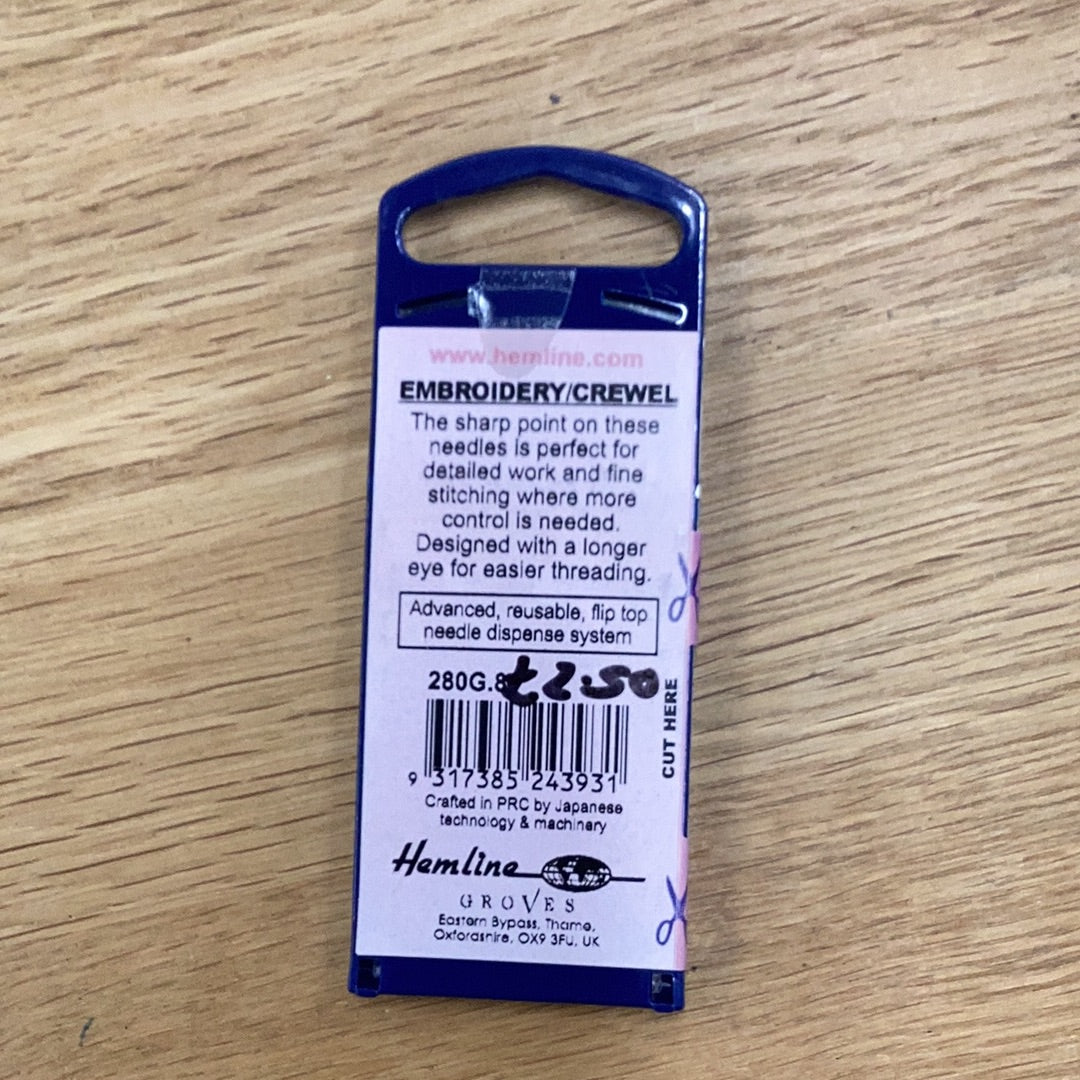 www.hemline.com
EMBROIDERY/CREWEL
The sharp point on these
needles is perfect for
detailed work and fine
stitching where more
control is needed.
Designed with a longer
eye for easier threading.
Advanced, reusable, flip top
needle dispense system
280G.8 £2.50
CUT HERE
9 317385 243931
Crafted in PRC by Japanese
technology & machinery
Hemline
GROVES
Eastern Bypass, Thame,
Oxfordshire, OX9 3FU, UK